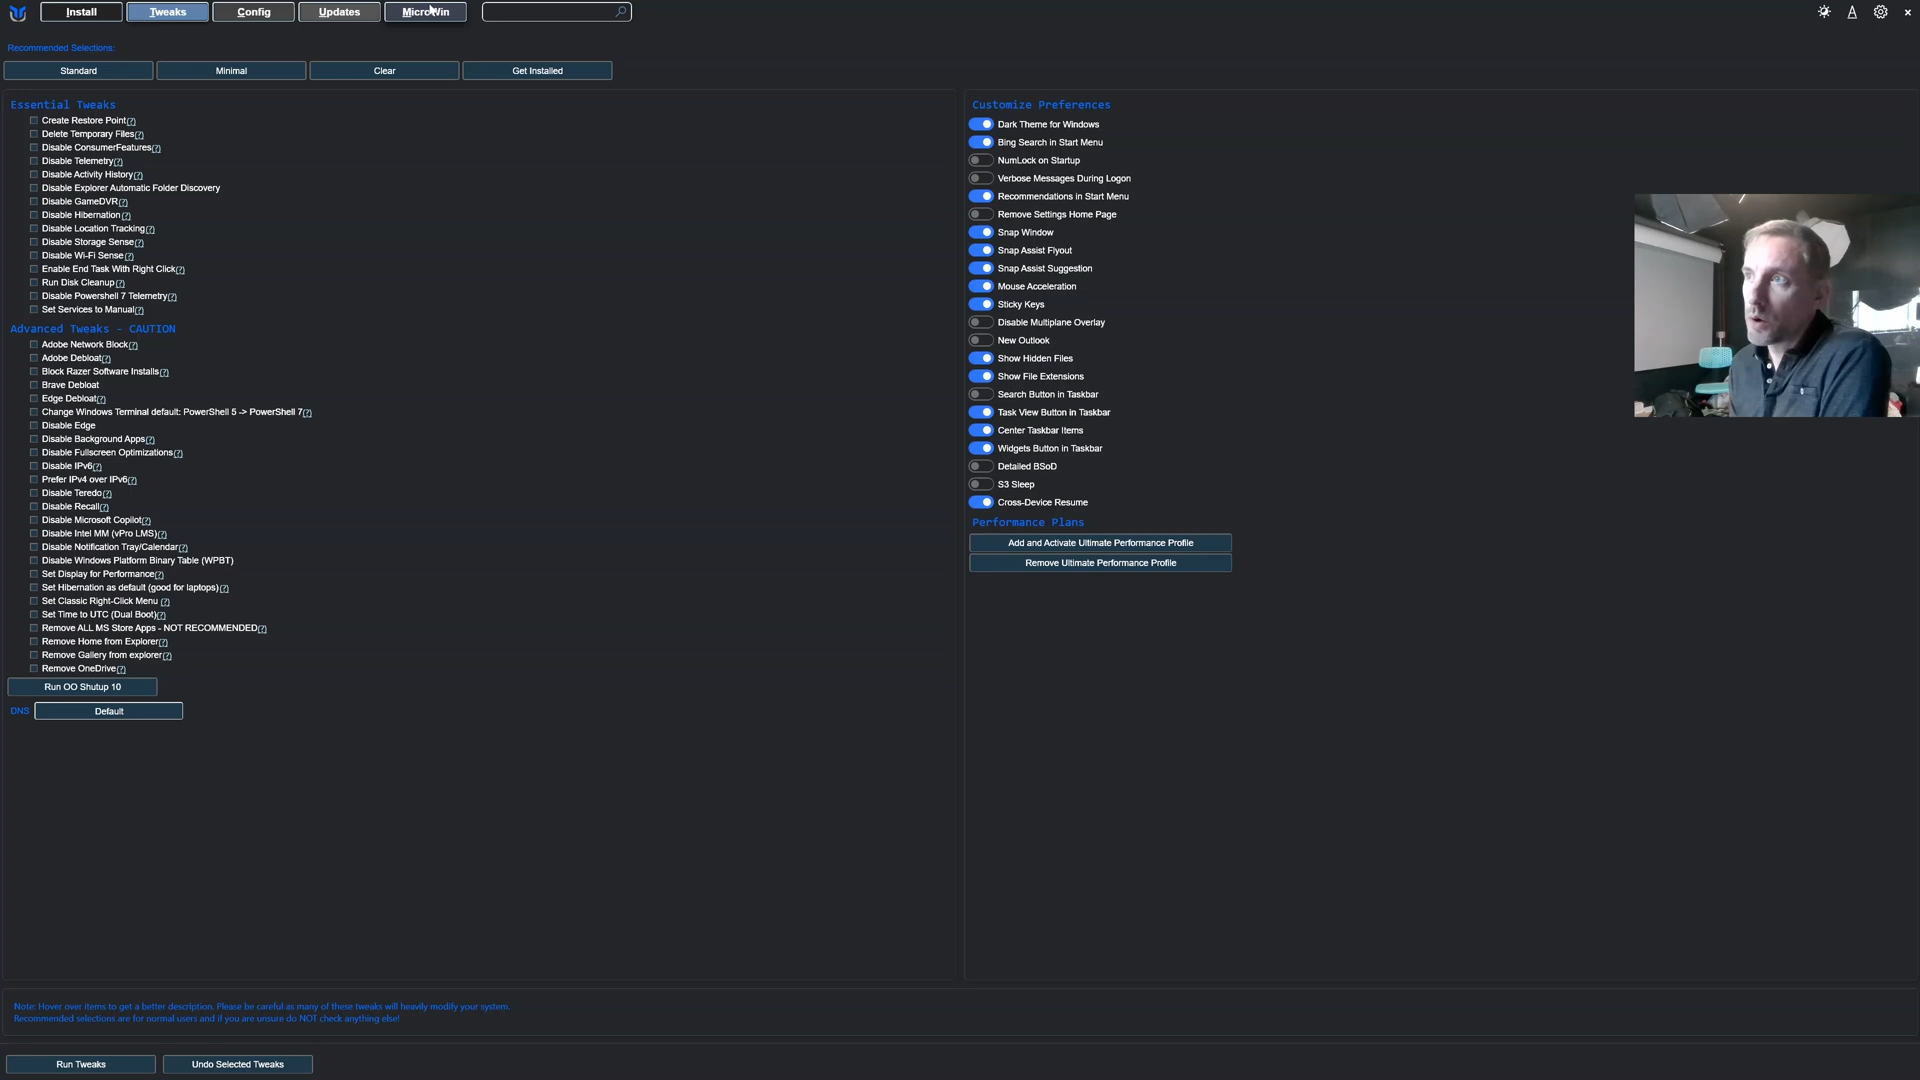 Install
Tweaks
Config
Updates
MicroWin
A
Recommended Selections:
Standard
Minimal
Clear
Get Installed
Essential Tweaks
Create Restore Point(?)
Delete Temporary Files(?)
Disable ConsumerFeatures(?)
Disable Telemetry(?)
Disable Activity History(?)
Disable Explorer Automatic Folder Discovery
Disable GameDVR(?)
Disable Hibernation(?)
Disable Location Tracking(?)
Disable Storage Sense(?)
Disable Wi-Fi Sense(?)
Enable End Task With Right Click(?)
Run Disk Cleanup(?)
Disable Powershell 7 Telemetry(?)
Set Services to Manual(?)
Advanced Tweaks - CAUTION
Adobe Network Block(?)
Adobe Debloat(?)
Block Razer Software Installs(?)
Brave Debloat
Edge Debloat(?)
Change Windows Terminal default: PowerShell 5 -> PowerShell 7(?)
Disable Edge
Disable Background Apps(?)
Disable Fullscreen Optimizations(?)
Disable IPv6(?)
Prefer IPv4 over IPv6(?)
Disable Teredo(?)
Disable Recall(?)
Disable Microsoft Copilot(?)
Disable Intel MM (vPro LMS)(?)
Disable Notification Tray/Calendar(?)
Disable Windows Platform Binary Table (WPBT)
Set Display for Performance(?)
Set Hibernation as default (good for laptops)(?)
Set Classic Right-Click Menu (?)
Set Time to UTC (Dual Boot)(?)
Remove ALL MS Store Apps - NOT RECOMMENDED(?)
Remove Home from Explorer(?)
Remove Gallery from explorer(?)
Remove OneDrive(?)
Run OO Shutup 10
DNS
Default
Customize Preferences
Dark Theme for Windows
Bing Search in Start Menu
NumLock on Startup
Verbose Messages During Logon
Recommendations in Start Menu
Remove Settings Home Page
Snap Window
Snap Assist Flyout
Snap Assist Suggestion
Mouse Acceleration
Sticky Keys
Disable Multiplane Overlay
New Outlook
Show Hidden Files
Show File Extensions
Search Button in Taskbar
Task View Button in Taskbar
Center Taskbar Items
Widgets Button in Taskbar
Detailed BSoD
S3 Sleep
Cross-Device Resume
Performance Plans
Add and Activate Ultimate Performance Profile
Remove Ultimate Performance Profile
Note: Hover over items to get a better description. Please be careful as many of these tweaks will heavily modify your system.
Recommended selections are for normal users and if you are unsure do NOT check anything else!
Run Tweaks
Undo Selected Tweaks